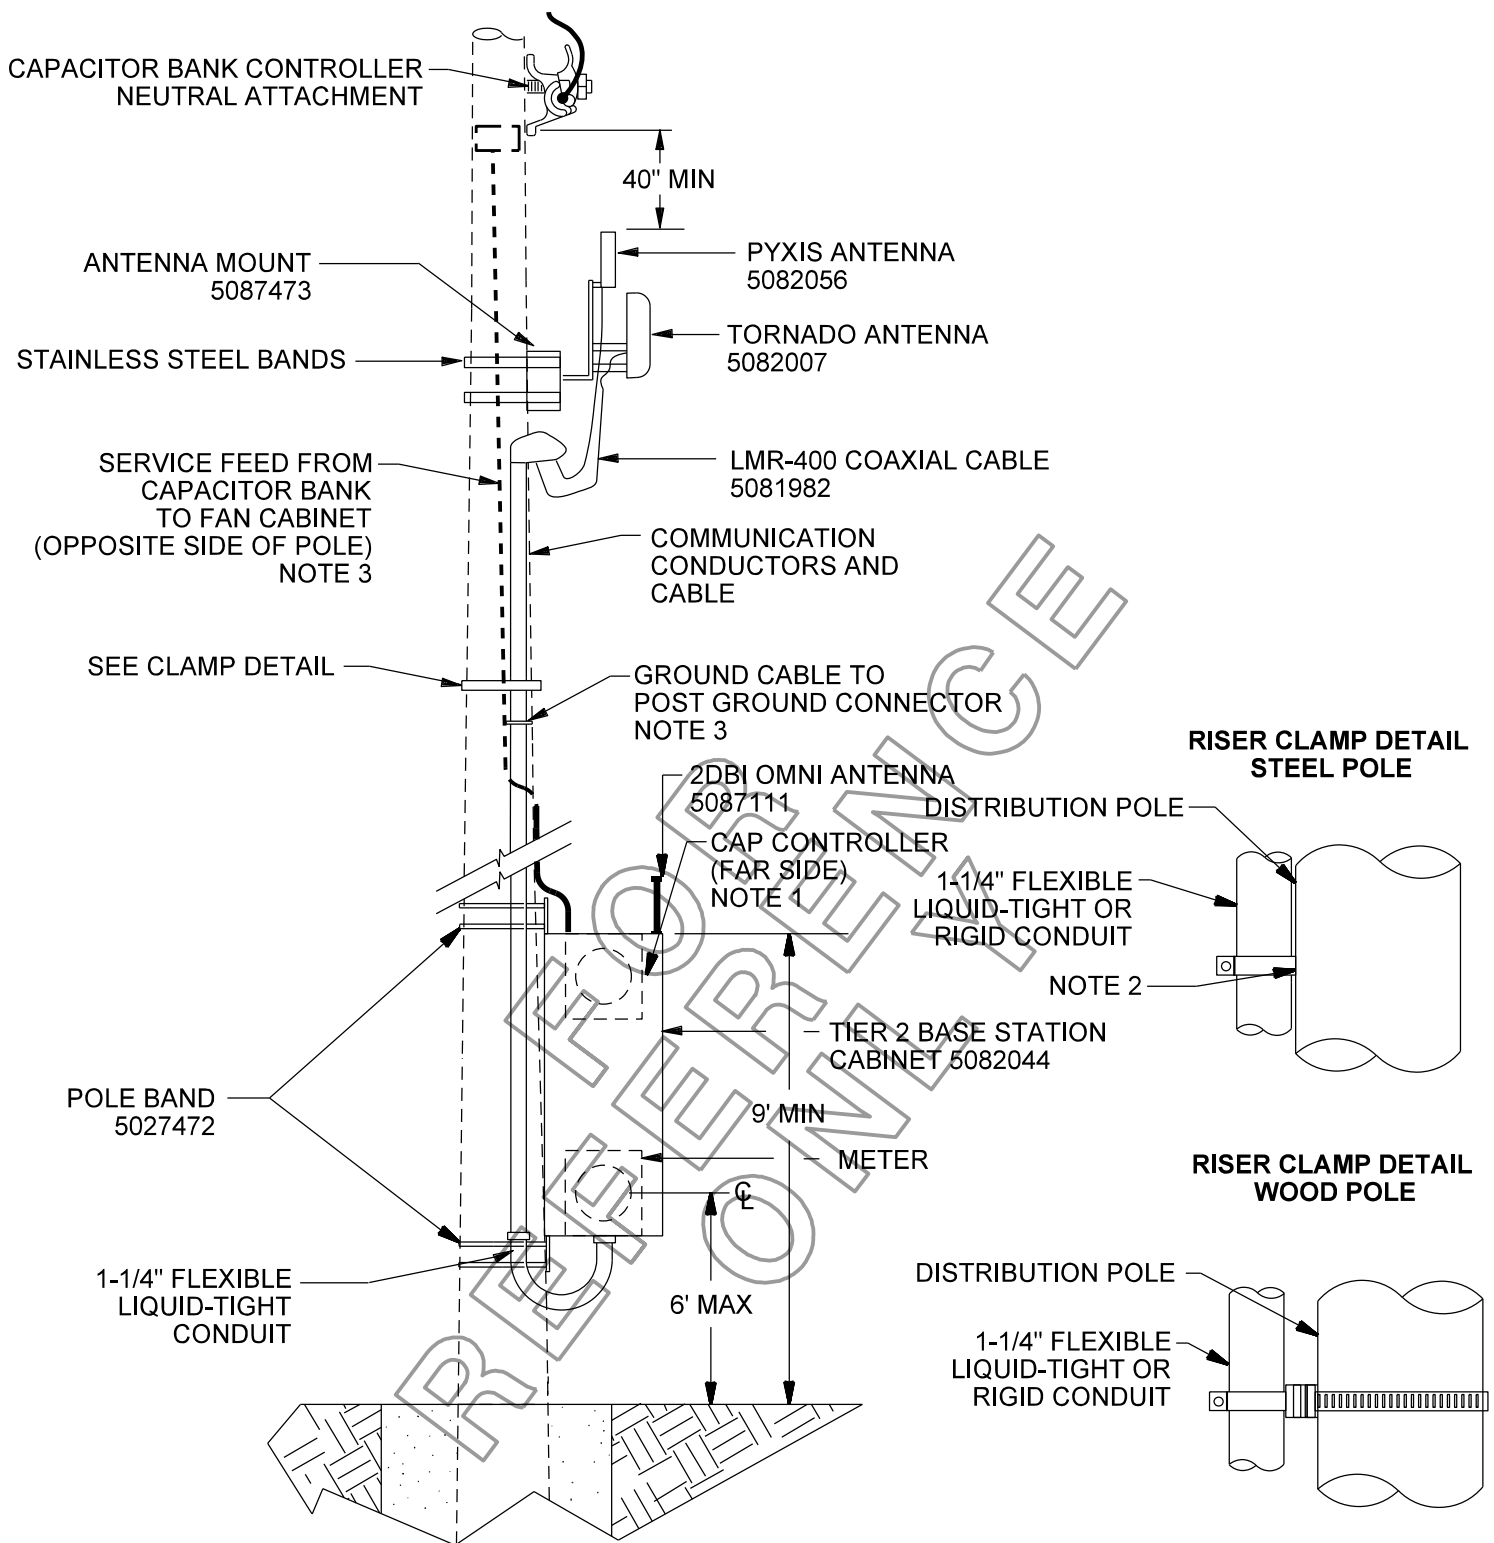 CAPACITOR BANK CONTROLLER
NEUTRAL ATTACHMENT
40" MIN
ANTENNA MOUNT
5087473
PYXIS ANTENNA
5082056
STAINLESS STEEL BANDS
TORNADO ANTENNA
5082007
SERVICE FEED FROM
CAPACITOR BANK
TO FAN CABINET
(OPPOSITE SIDE OF POLE)
NOTE 3
LMR-400 COAXIAL CABLE
5081982
COMMUNICATION
CONDUCTORS AND
CABLE
SEE CLAMP DETAIL
GROUND CABLE TO
POST GROUND CONNECTOR
NOTE 3
2DBI OMNI ANTENNA
5087111
CAP CONTROLLER
(FAR SIDE)
NOTE 1
TIER 2 BASE STATION
CABINET 5082044
POLE BAND
5027472
9' MIN
METER
CL
6' MAX
1-1/4" FLEXIBLE
LIQUID-TIGHT
CONDUIT
RISER CLAMP DETAIL
STEEL POLE
DISTRIBUTION POLE
1-1/4" FLEXIBLE
LIQUID-TIGHT OR
RIGID CONDUIT
NOTE 2
RISER CLAMP DETAIL
WOOD POLE
DISTRIBUTION POLE
1-1/4" FLEXIBLE
LIQUID-TIGHT OR
RIGID CONDUIT
FOR
REFERENCE
ONLY